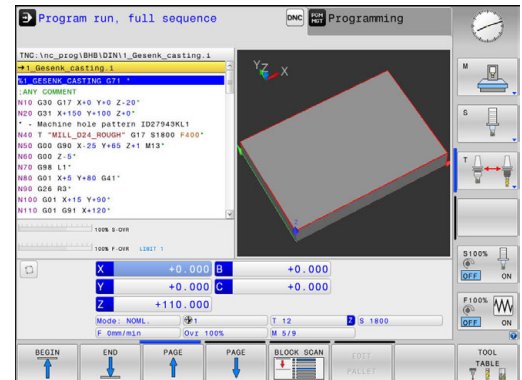 Program run, full sequence
DNC
PGM MGT
Programming
TNC:\nc_prog\BHB\DIN\1_Gesenk_casting.i
→1_Gesenk_casting.i
%1_GESENK_CASTING G71 *
;ANY COMMENT
N10 G30 G17 X+0 Y+0 Z-20*
N20 G31 X+150 Y+100 Z+0*
* - Machine hole pattern ID27943KL1
N40 T "MILL_D24_ROUGH" G17 S1800 F400*
N50 G00 G90 X-25 Y+65 Z+1 M13*
N60 G00 Z-5*
N70 G98 L1*
N80 G01 X+5 Y+80 G41*
N90 G26 R3*
N100 G01 X+15 Y+90*
N110 G01 G91 X+120*
Y Z X
Z
100% S-OVR
100% F-OVR LIMIT 1
X +0.000 B +0.000
Y +0.000 C +0.000
Z +110.000
Mode: NOML. 1 T 12 Z S 1800
F 0mm/min Ovr 100% M 5/9
M
S
T
S100%
OFF ON
F100%
OFF ON
BEGIN
END
PAGE
PAGE
BLOCK SCAN
EDIT
PALLET
TOOL
TABLE